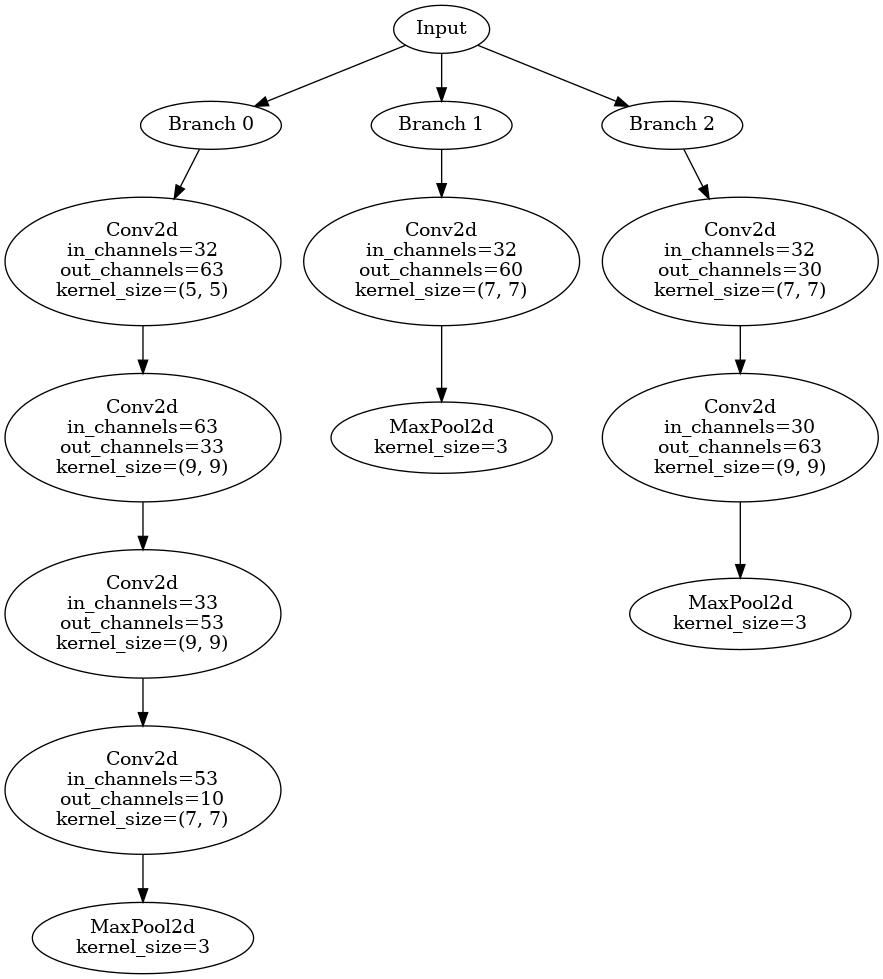 Input
Branch 0
Branch 1
Branch 2
Conv2d
in_channels=32
out_channels=63
kernel_size=(5, 5)
Conv2d
in_channels=32
out_channels=60
kernel_size=(7, 7)
Conv2d
in_channels=32
out_channels=30
kernel_size=(7, 7)
Conv2d
in_channels=63
out_channels=33
kernel_size=(9, 9)
MaxPool2d
kernel_size=3
Conv2d
in_channels=30
out_channels=63
kernel_size=(9, 9)
Conv2d
in_channels=33
out_channels=53
kernel_size=(9, 9)
MaxPool2d
kernel_size=3
Conv2d
in_channels=53
out_channels=10
kernel_size=(7, 7)
MaxPool2d
kernel_size=3